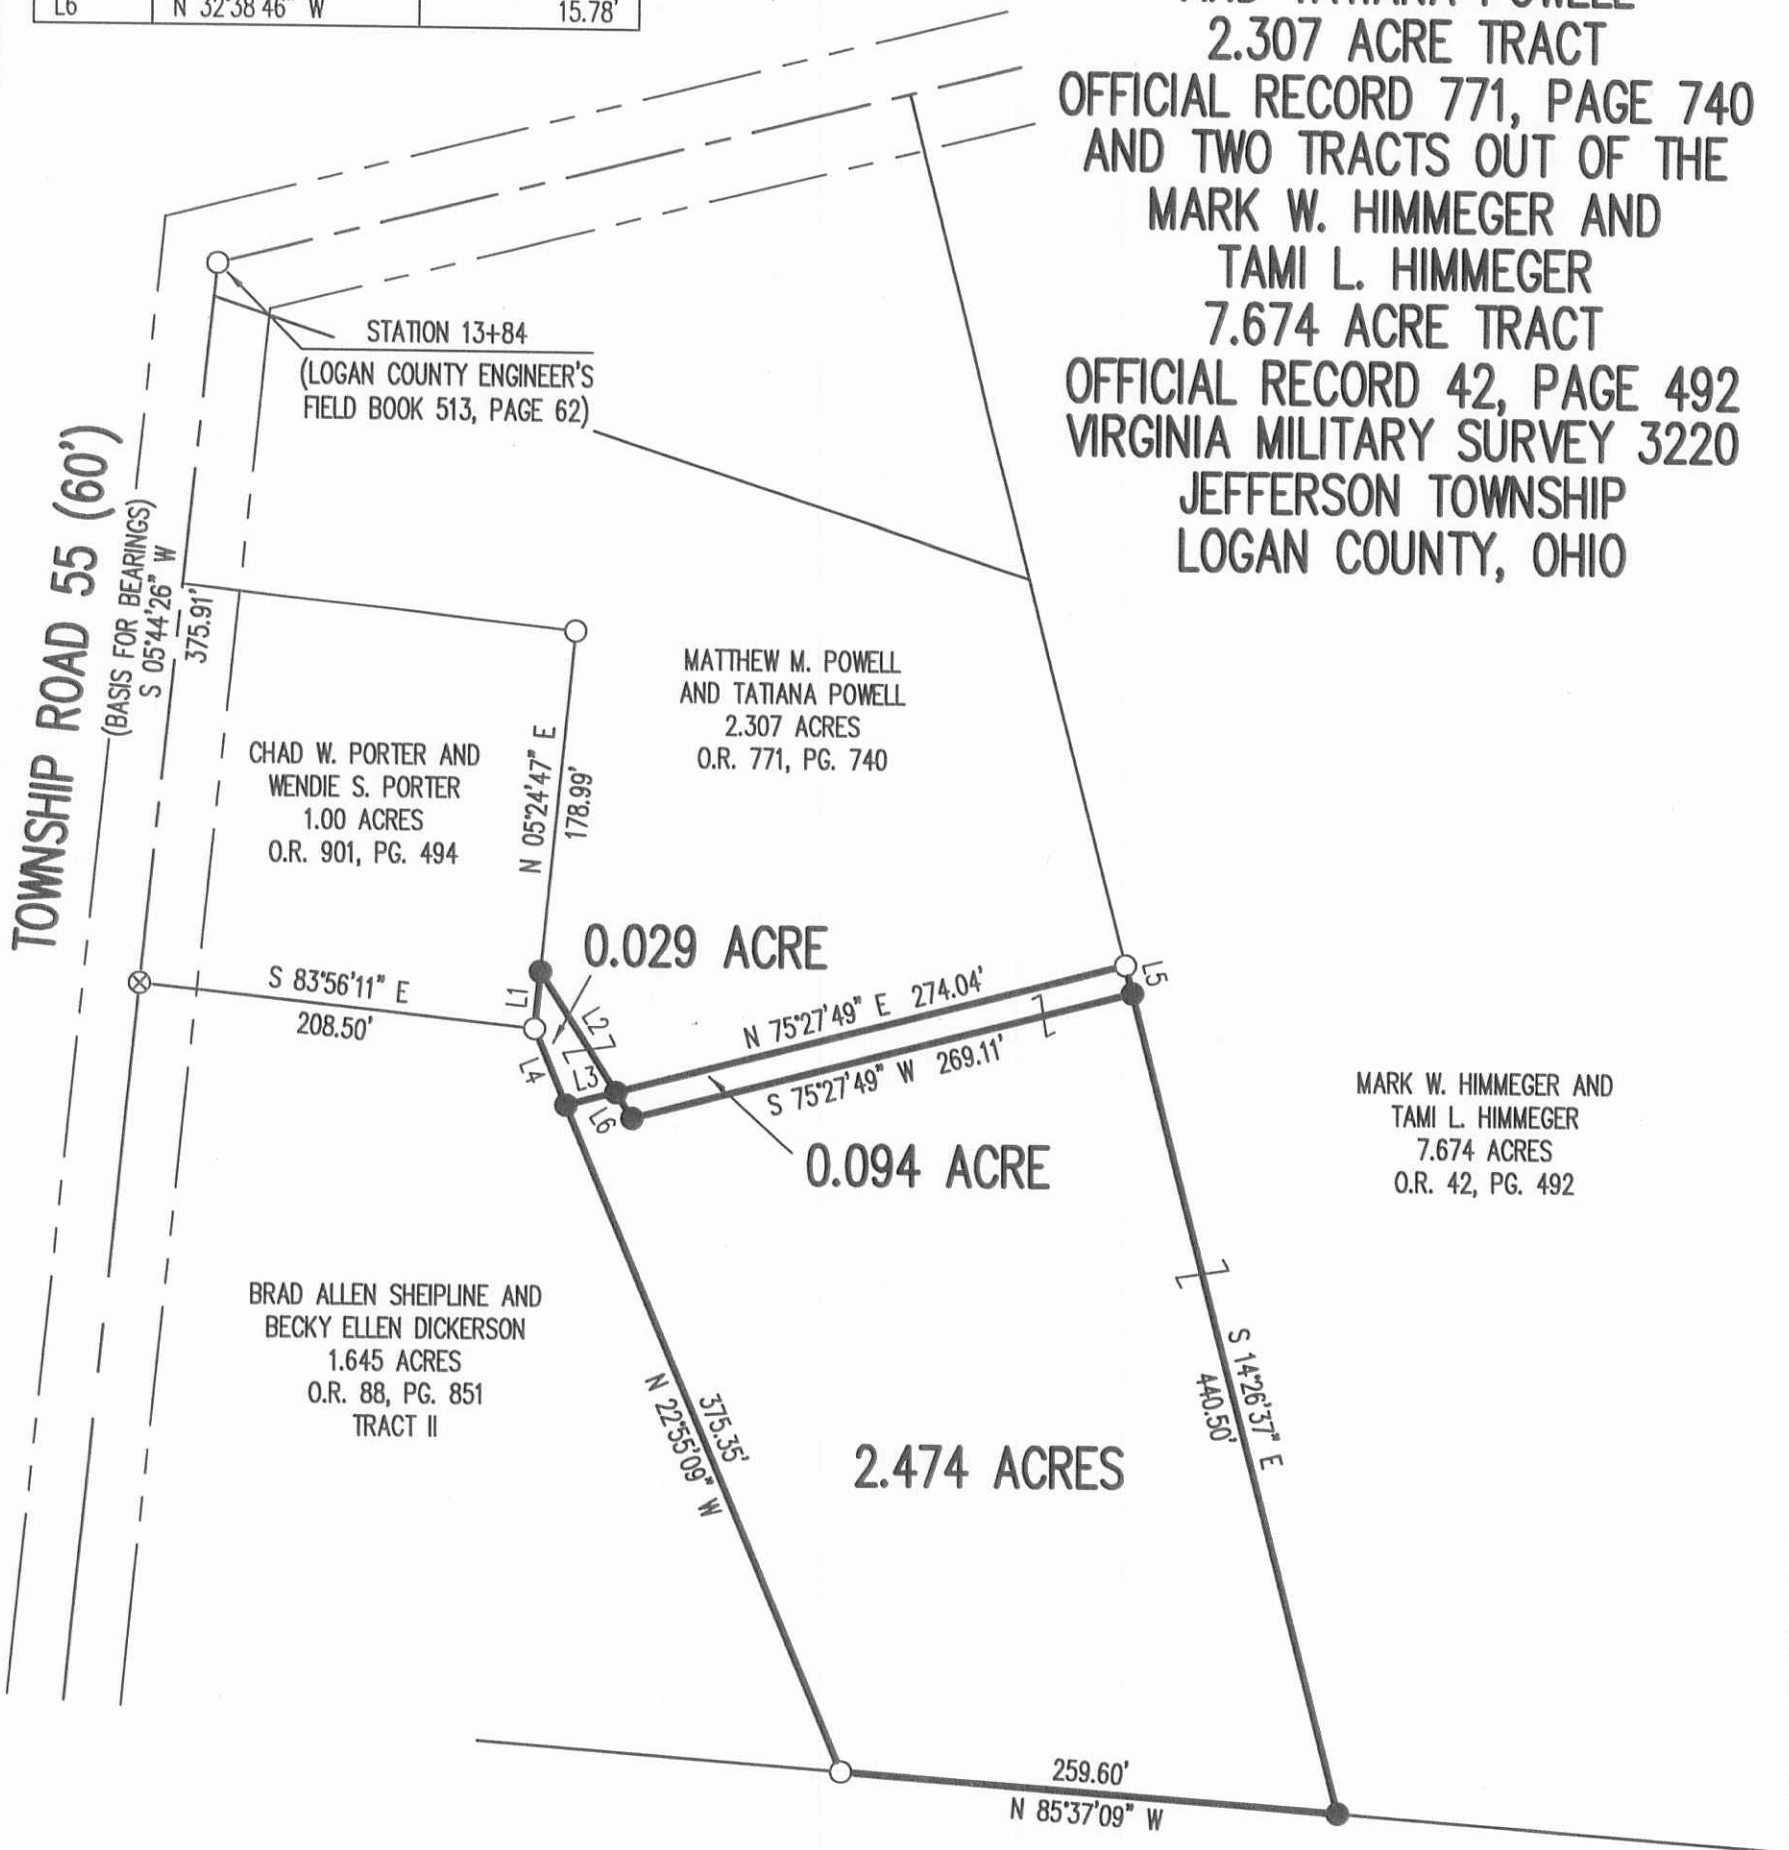 L6 N 32°38'46" W 15.78'
AND TATIANA POWELL
2.307 ACRE TRACT
OFFICIAL RECORD 771, PAGE 740
AND TWO TRACTS OUT OF THE
MARK W. HIMMEGER AND
TAMI L. HIMMEGER
7.674 ACRE TRACT
OFFICIAL RECORD 42, PAGE 492
VIRGINIA MILITARY SURVEY 3220
JEFFERSON TOWNSHIP
LOGAN COUNTY, OHIO
STATION 13+84
(LOGAN COUNTY ENGINEER'S
FIELD BOOK 513, PAGE 62)
TOWNSHIP ROAD 55 (60')
(BASIS FOR BEARINGS)
S 05°44'26" W
375.91'
MATTHEW M. POWELL
AND TATIANA POWELL
2.307 ACRES
O.R. 771, PG. 740
CHAD W. PORTER AND
WENDIE S. PORTER
1.00 ACRES
O.R. 901, PG. 494
N 05°24'47" E
178.99'
0.029 ACRE
S 83°56'11" E
208.50'
L1
L2
L3
L4
L5
L6
N 75°27'49" E 274.04'
S 75°27'49" W 269.11'
0.094 ACRE
MARK W. HIMMEGER AND
TAMI L. HIMMEGER
7.674 ACRES
O.R. 42, PG. 492
BRAD ALLEN SHEIPLINE AND
BECKY ELLEN DICKERSON
1.645 ACRES
O.R. 88, PG. 851
TRACT II
375.35'
N 22°55'09" W
S 14°26'37" E
440.50'
2.474 ACRES
259.60'
N 85°37'09" W